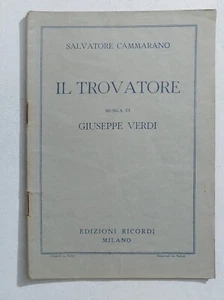 SALVATORE CAMMARANO
IL TROVATORE
MUSICA DI
GIUSEPPE VERDI
EDIZIONI RICORDI
MILANO